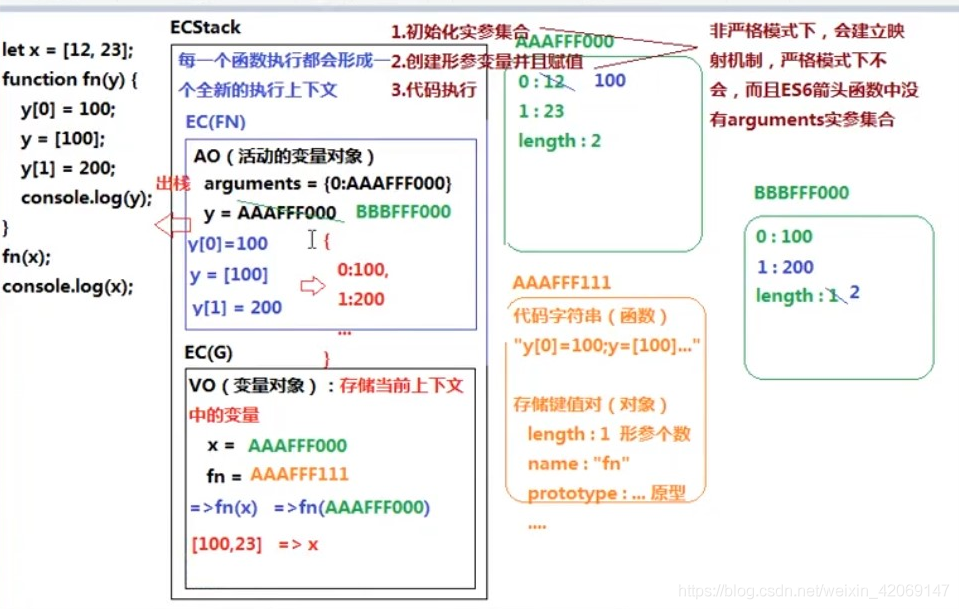 let x = [12, 23];
function fn(y) {
y[0] = 100;
y = [100];
y[1] = 200;
console.log(y);
}
fn(x);
console.log(x);
ECStack
每一个函数执行都会形成一
个全新的执行上下文
1.初始化实参集合
2.创建形参变量并且赋值
3.代码执行
EC(FN)
AO（活动的变量对象）
arguments = {0:AAAFFF000}
y = AAAFFF000 BBBFFF000
出栈
y[0]=100
y = [100]
y[1] = 200
{
0:100,
1:200
...
}
EC(G)
VO（变量对象）: 存储当前上下文
中的变量
x = AAAFFF000
fn = AAAFFF111
=>fn(x) =>fn(AAAFFF000)
[100,23] => x
AAAFFF000
0 : 12 100
1 : 23
length : 2
AAAFFF111
代码字符串（函数）
"y[0]=100;y=[100]..."
存储键值对（对象）
length : 1 形参个数
name : "fn"
prototype : ... 原型
....
非严格模式下，会建立映
射机制，严格模式下不
会，而且ES6箭头函数中没
有arguments实参集合
BBBFFF000
0 : 100
1 : 200
length : 1 2
https://blog.csdn.net/weixin_42069147